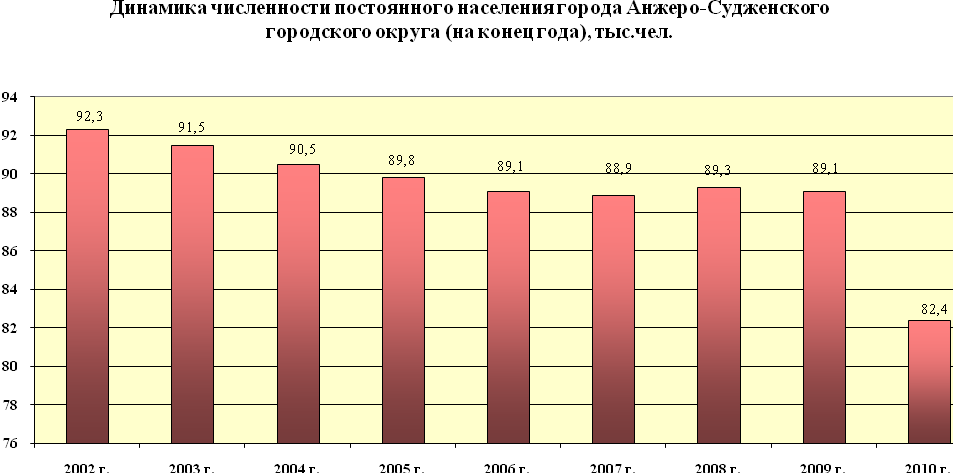 Динамика численности постоянного населения города Анжеро-Судженского
городского округа (на конец года), тыс.чел.
94
92
90
88
86
84
82
80
78
76
92,3
91,5
90,5
89,8
89,1
88,9
89,3
89,1
82,4
2002 г.
2003 г.
2004 г.
2005 г.
2006 г.
2007 г.
2008 г.
2009 г.
2010 г.